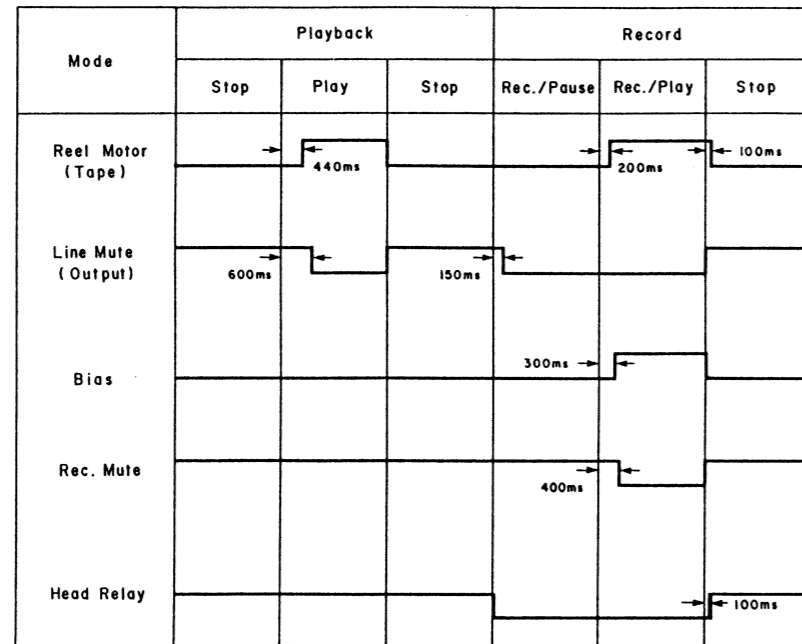 Mode
Playback
Record
Stop
Play
Stop
Rec./Pause
Rec./Play
Stop
Reel Motor
(Tape)
440ms
200ms
100ms
Line Mute
(Output)
600ms
150ms
Bias
300ms
Rec. Mute
400ms
Head Relay
100ms